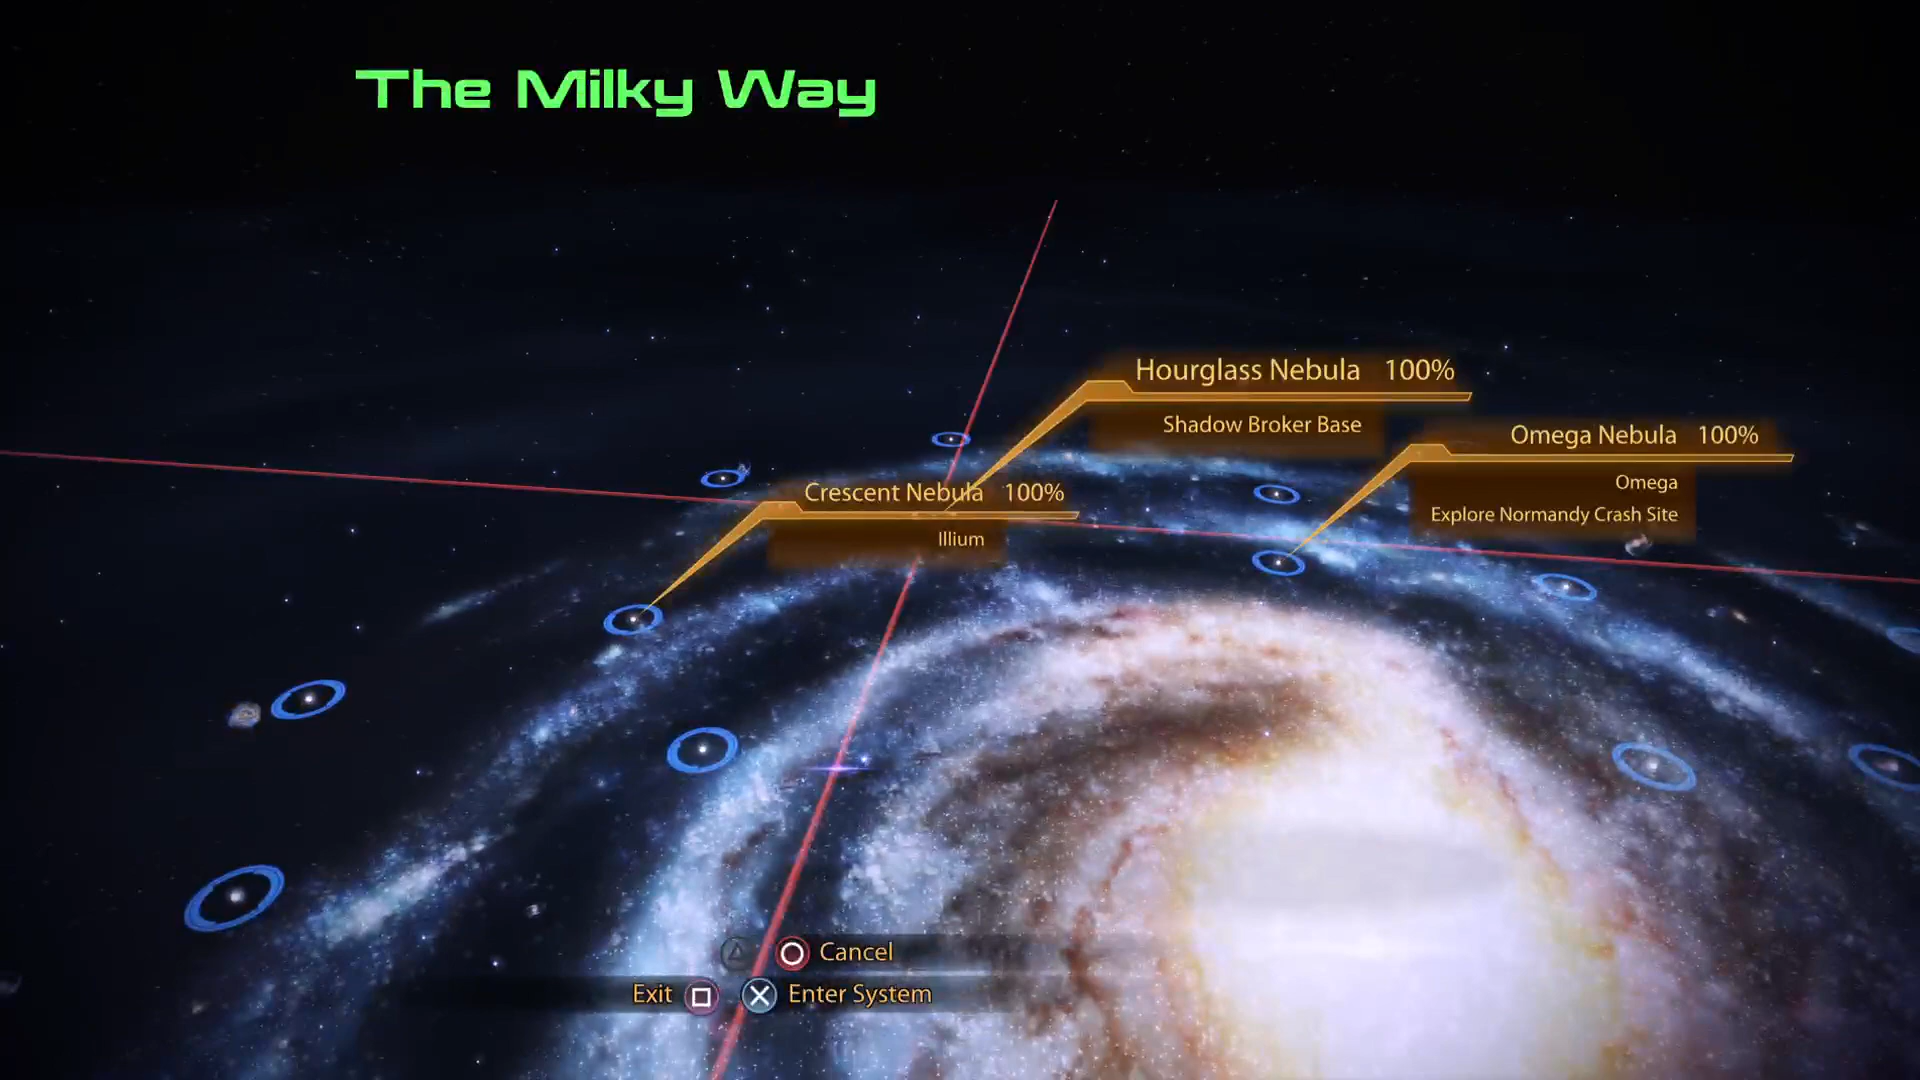 The Milky Way
Hourglass Nebula 100%
Shadow Broker Base
Omega Nebula 100%
Omega
Explore Normandy Crash Site
Crescent Nebula 100%
Illium
Cancel
Exit
Enter System